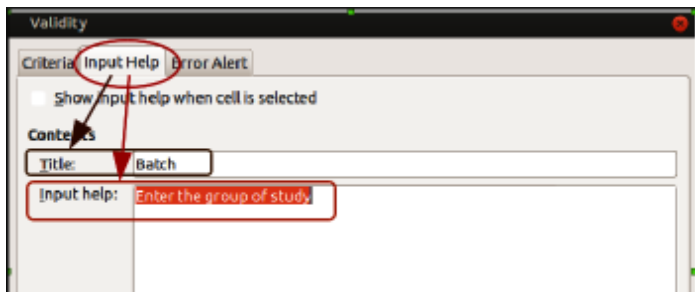 Validity
Criteria Input Help Error Alert
Show input help when cell is selected
Contents
Title: Batch
Input help: Enter the group of study